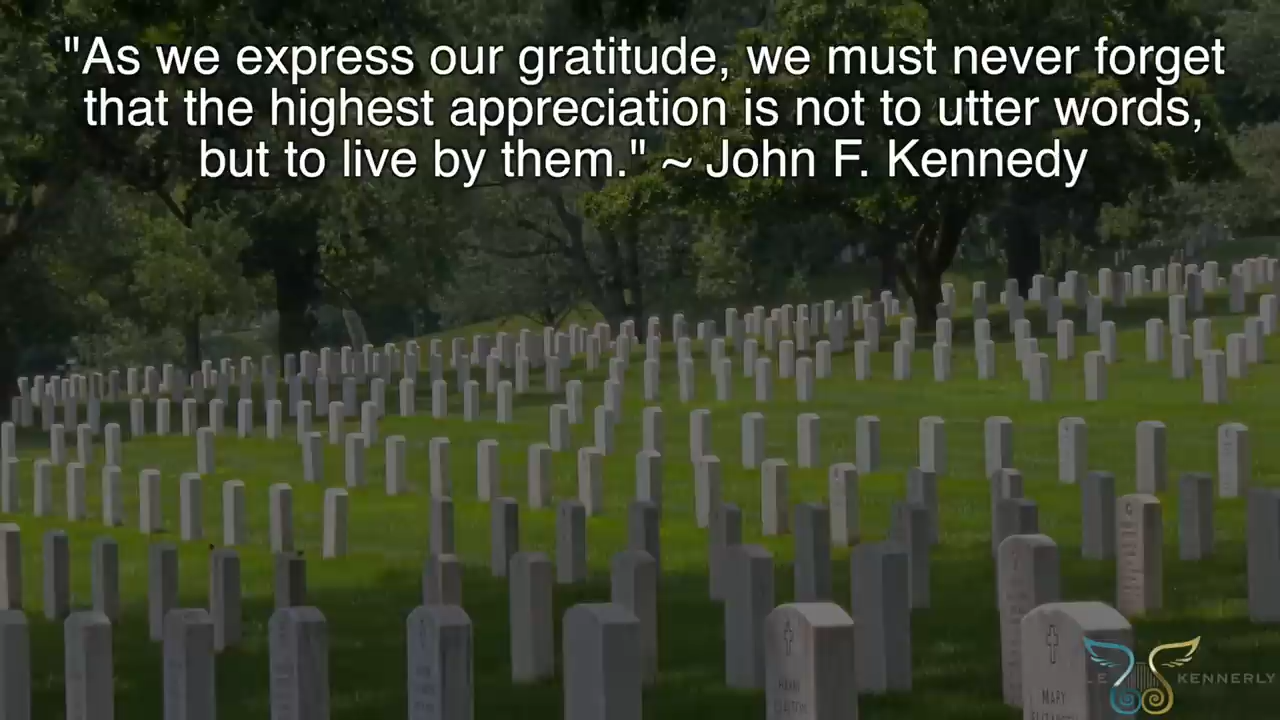 "As we express our gratitude, we must never forget
that the highest appreciation is not to utter words,
but to live by them." ~ John F. Kennedy
KENNERLY
MARY